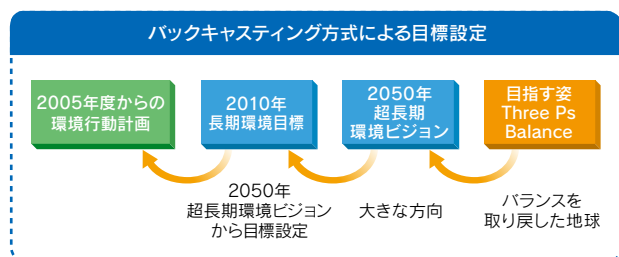 バックキャスティング方式による目標設定
2005年度からの
環境行動計画
2010年
長期環境目標
2050年
超長期
環境ビジョン
目指す姿
Three Ps
Balance
2050年
超長期環境ビジョン
から目標設定
大きな方向
バランスを
取り戻した地球